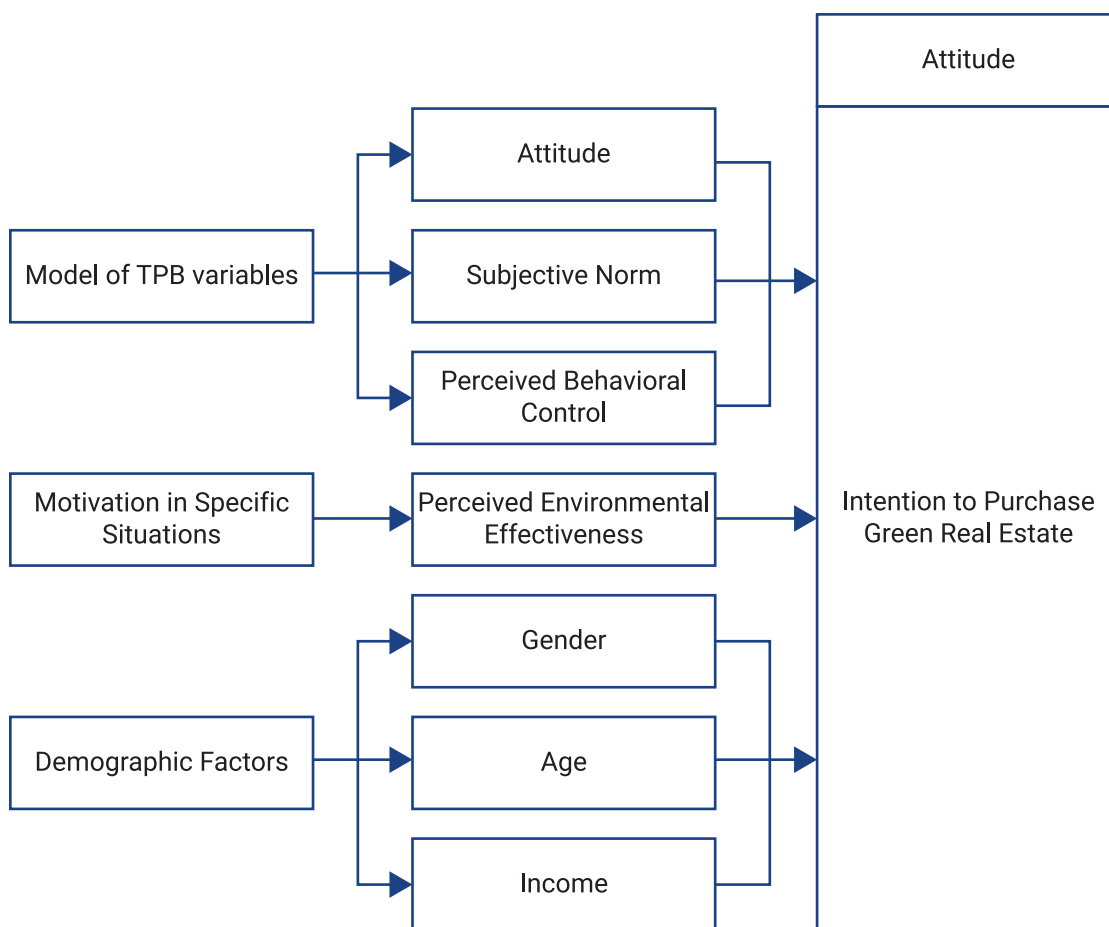 Attitude
Attitude
Model of TPB variables
Subjective Norm
Perceived Behavioral
Control
Motivation in Specific
Situations
Perceived Environmental
Effectiveness
Intention to Purchase
Green Real Estate
Gender
Demographic Factors
Age
Income